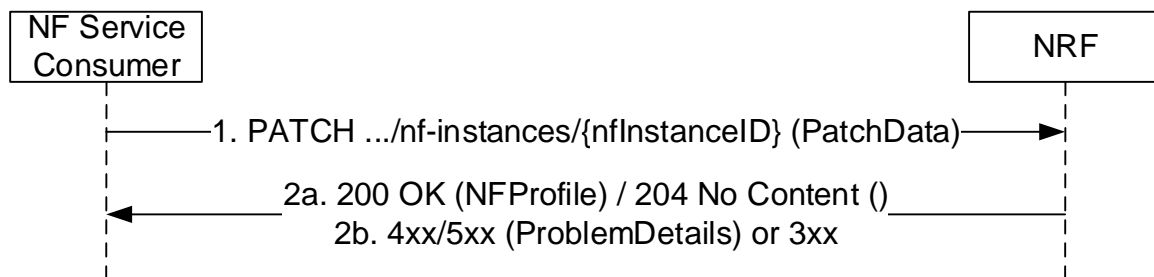 NF Service
Consumer
NRF
1. PATCH .../nf-instances/{nfInstanceID} (PatchData)
2a. 200 OK (NFProfile) / 204 No Content ()
2b. 4xx/5xx (ProblemDetails) or 3xx